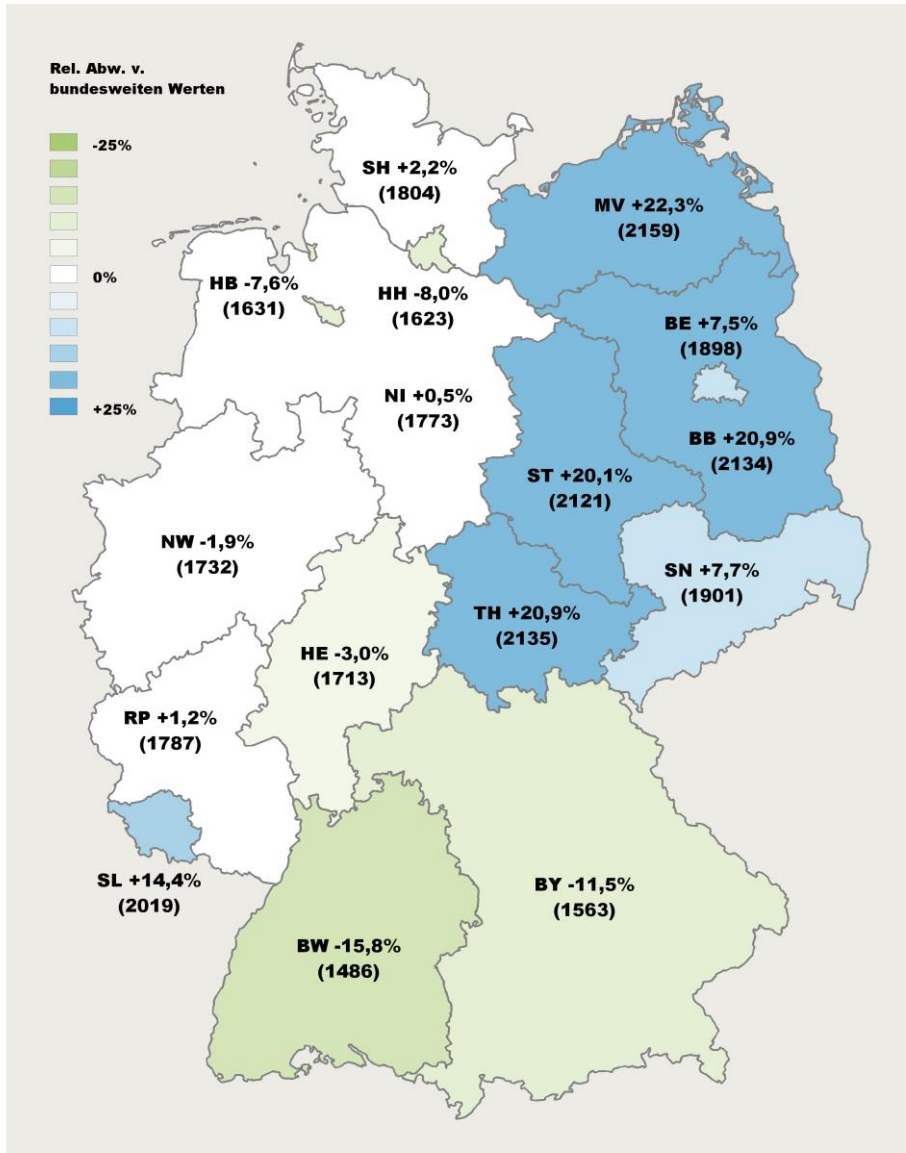 Rel. Abw. v.
bundesweiten Werten
-25%
0%
+25%
SH +2,2%
(1804)
MV +22,3%
(2159)
HB -7,6%
(1631)
HH -8,0%
(1623)
BE +7,5%
(1898)
NI +0,5%
(1773)
BB +20,9%
(2134)
ST +20,1%
(2121)
NW -1,9%
(1732)
SN +7,7%
(1901)
TH +20,9%
(2135)
HE -3,0%
(1713)
RP +1,2%
(1787)
SL +14,4%
(2019)
BY -11,5%
(1563)
BW -15,8%
(1486)